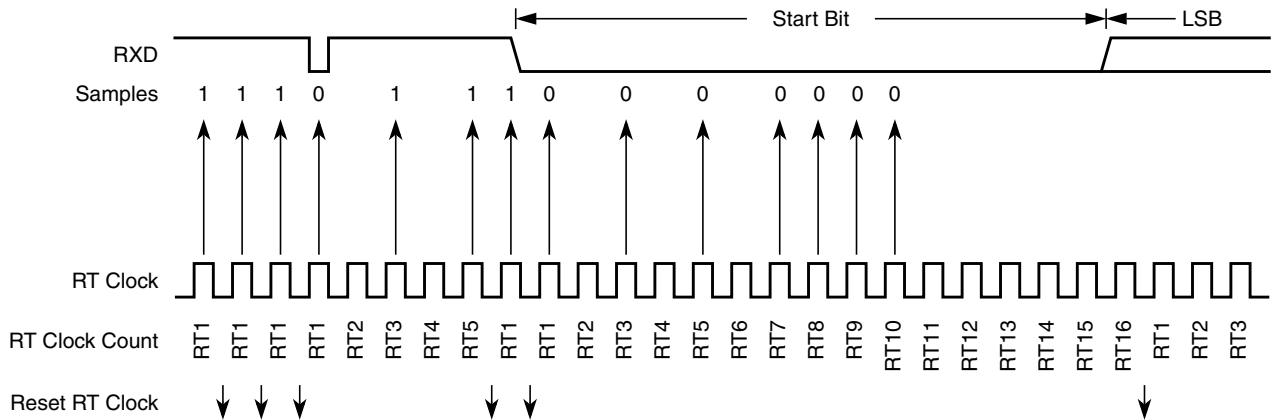 Start Bit LSB
RXD
Samples 1 1 1 0 1 1 1 0 0 0 0 0 0 0
RT Clock
RT Clock Count RT1 RT1 RT1 RT1 RT2 RT3 RT4 RT5 RT1 RT1 RT2 RT3 RT4 RT5 RT6 RT7 RT8 RT9 RT10 RT11 RT12 RT13 RT14 RT15 RT16 RT1 RT2 RT3
Reset RT Clock